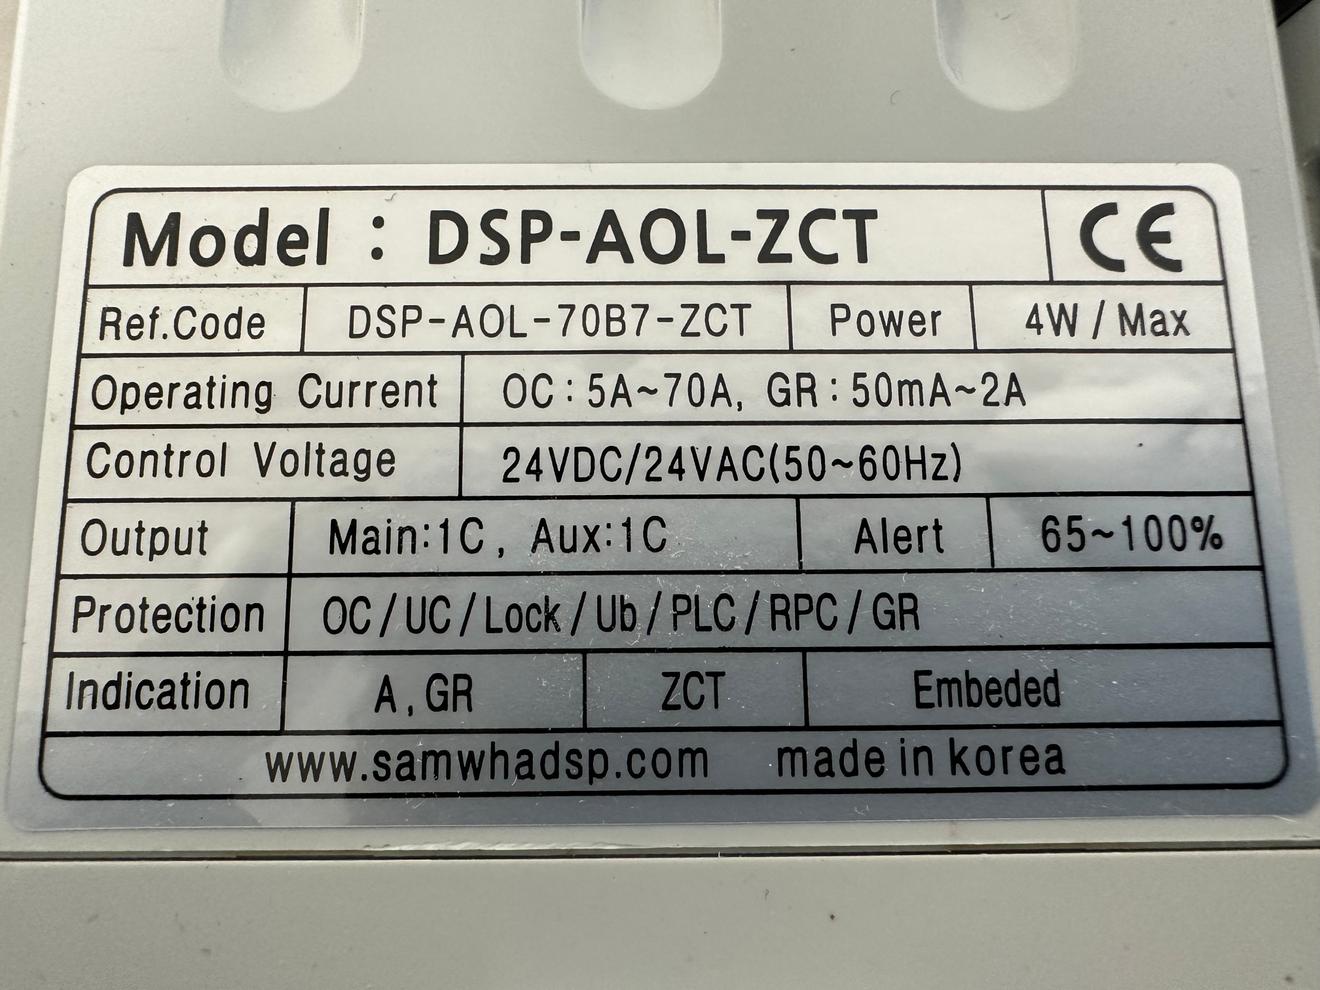 Model : DSP-AOL-ZCT CE
Ref.Code DSP-AOL-70B7-ZCT Power 4W / Max
Operating Current OC : 5A~70A, GR : 50mA~2A
Control Voltage 24VDC/24VAC(50~60Hz)
Output Main:1C, Aux:1C Alert 65~100%
Protection OC / UC / Lock / Ub / PLC / RPC / GR
Indication A , GR ZCT Embeded
www.samwhadsp.com made in korea